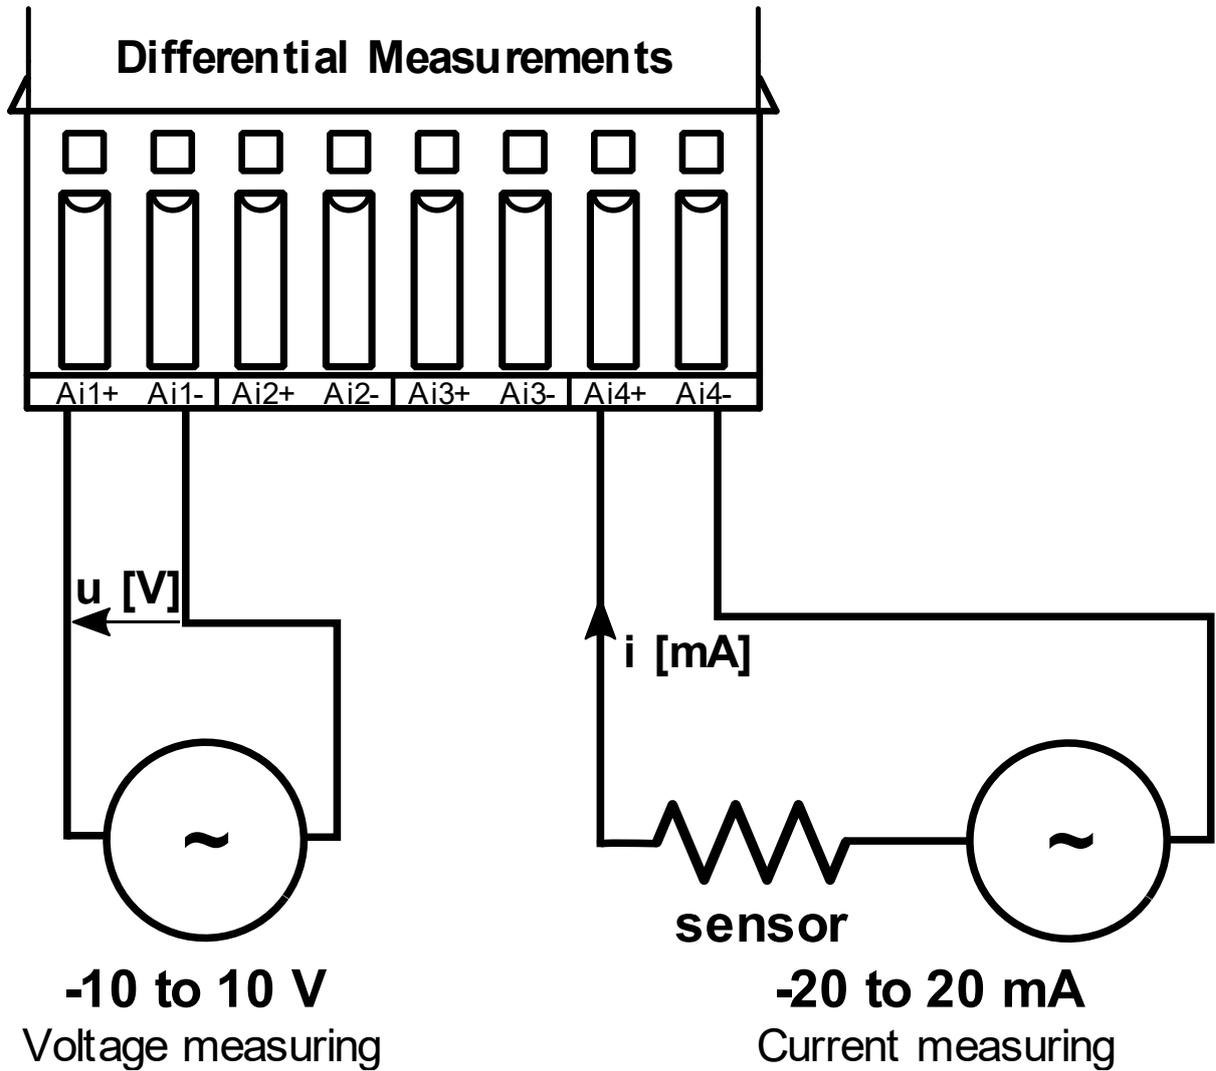 Differential Measurements
Ai1+ Ai1- Ai2+ Ai2- Ai3+ Ai3- Ai4+ Ai4-
u [V]
i [mA]
~ ~
sensor
-10 to 10 V -20 to 20 mA
Voltage measuring Current measuring